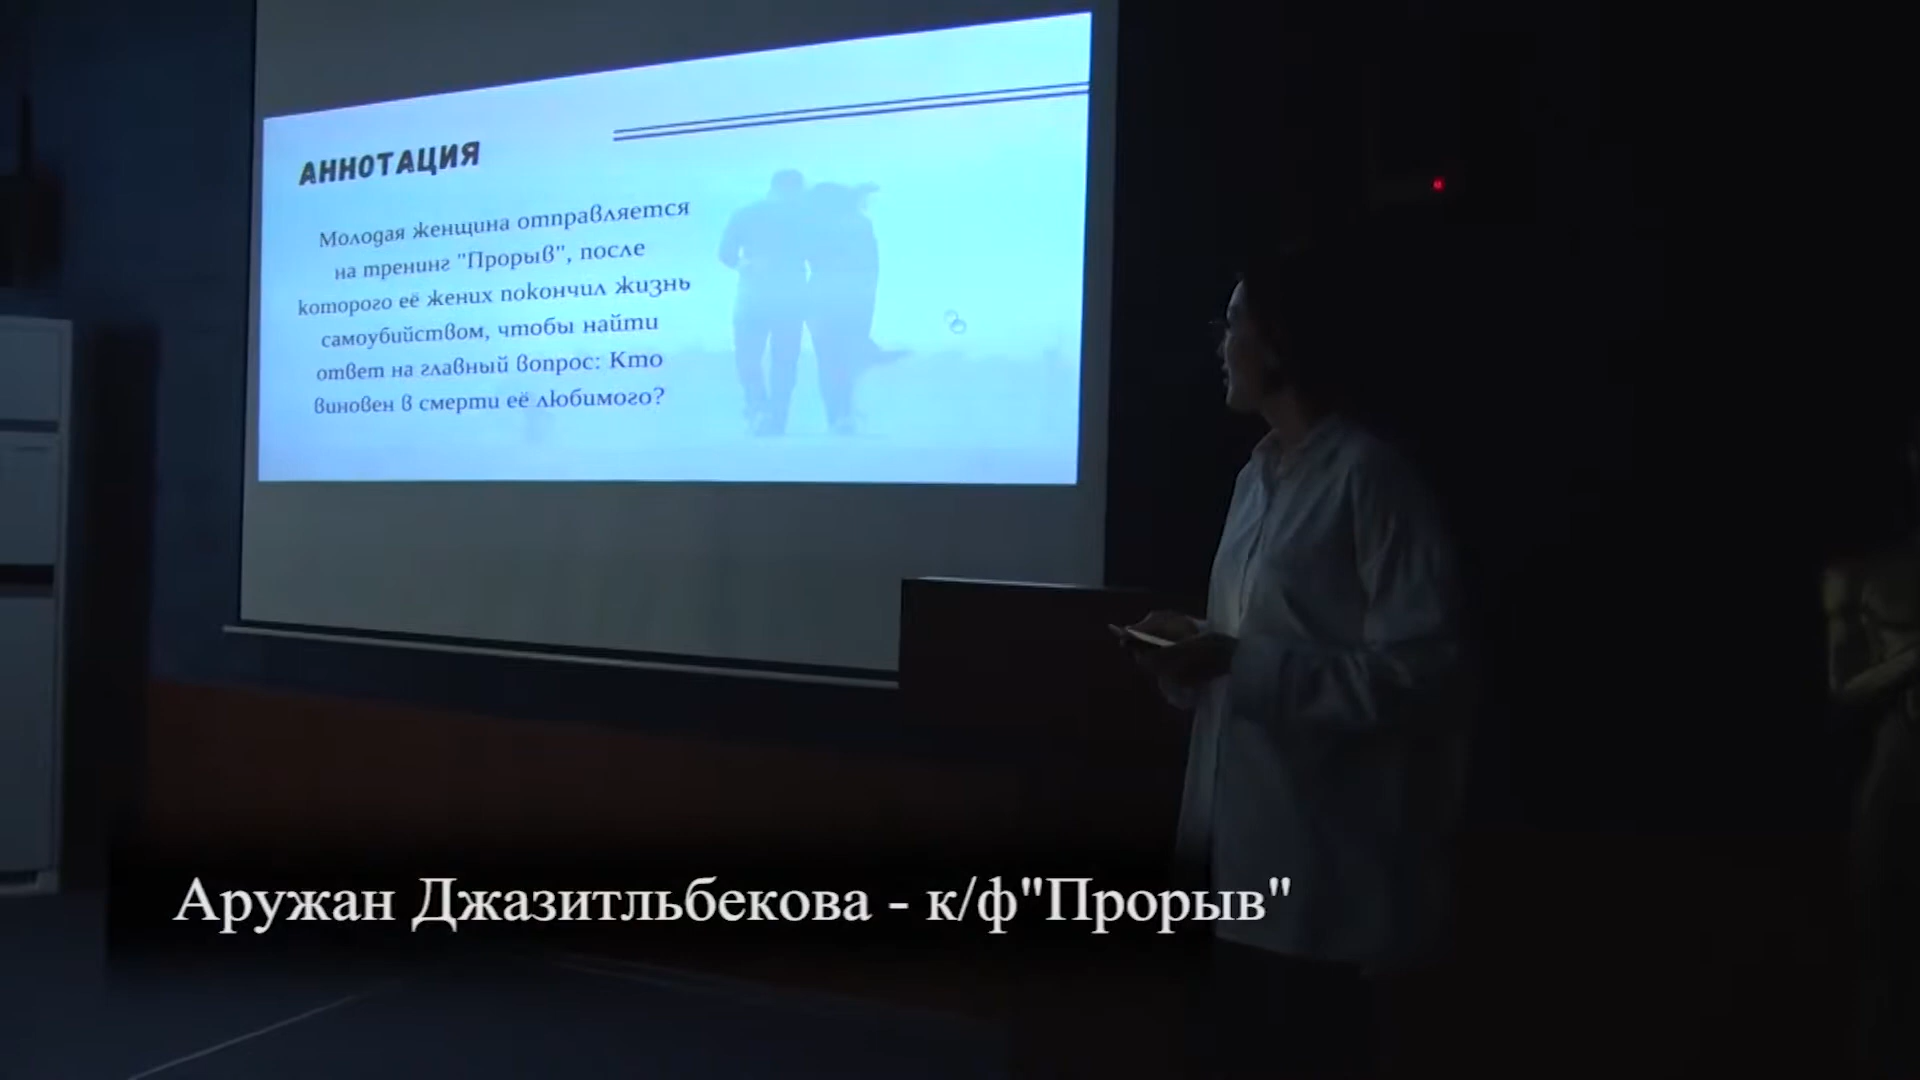 АННОТАЦИЯ
Молодая женщина отправляется
на тренинг "Прорыв", после
которого её жених покончил жизнь
самоубийством, чтобы найти
ответ на главный вопрос: Кто
виновен в смерти её любимого?
Аружан Джазитльбекова - к/ф"Прорыв"